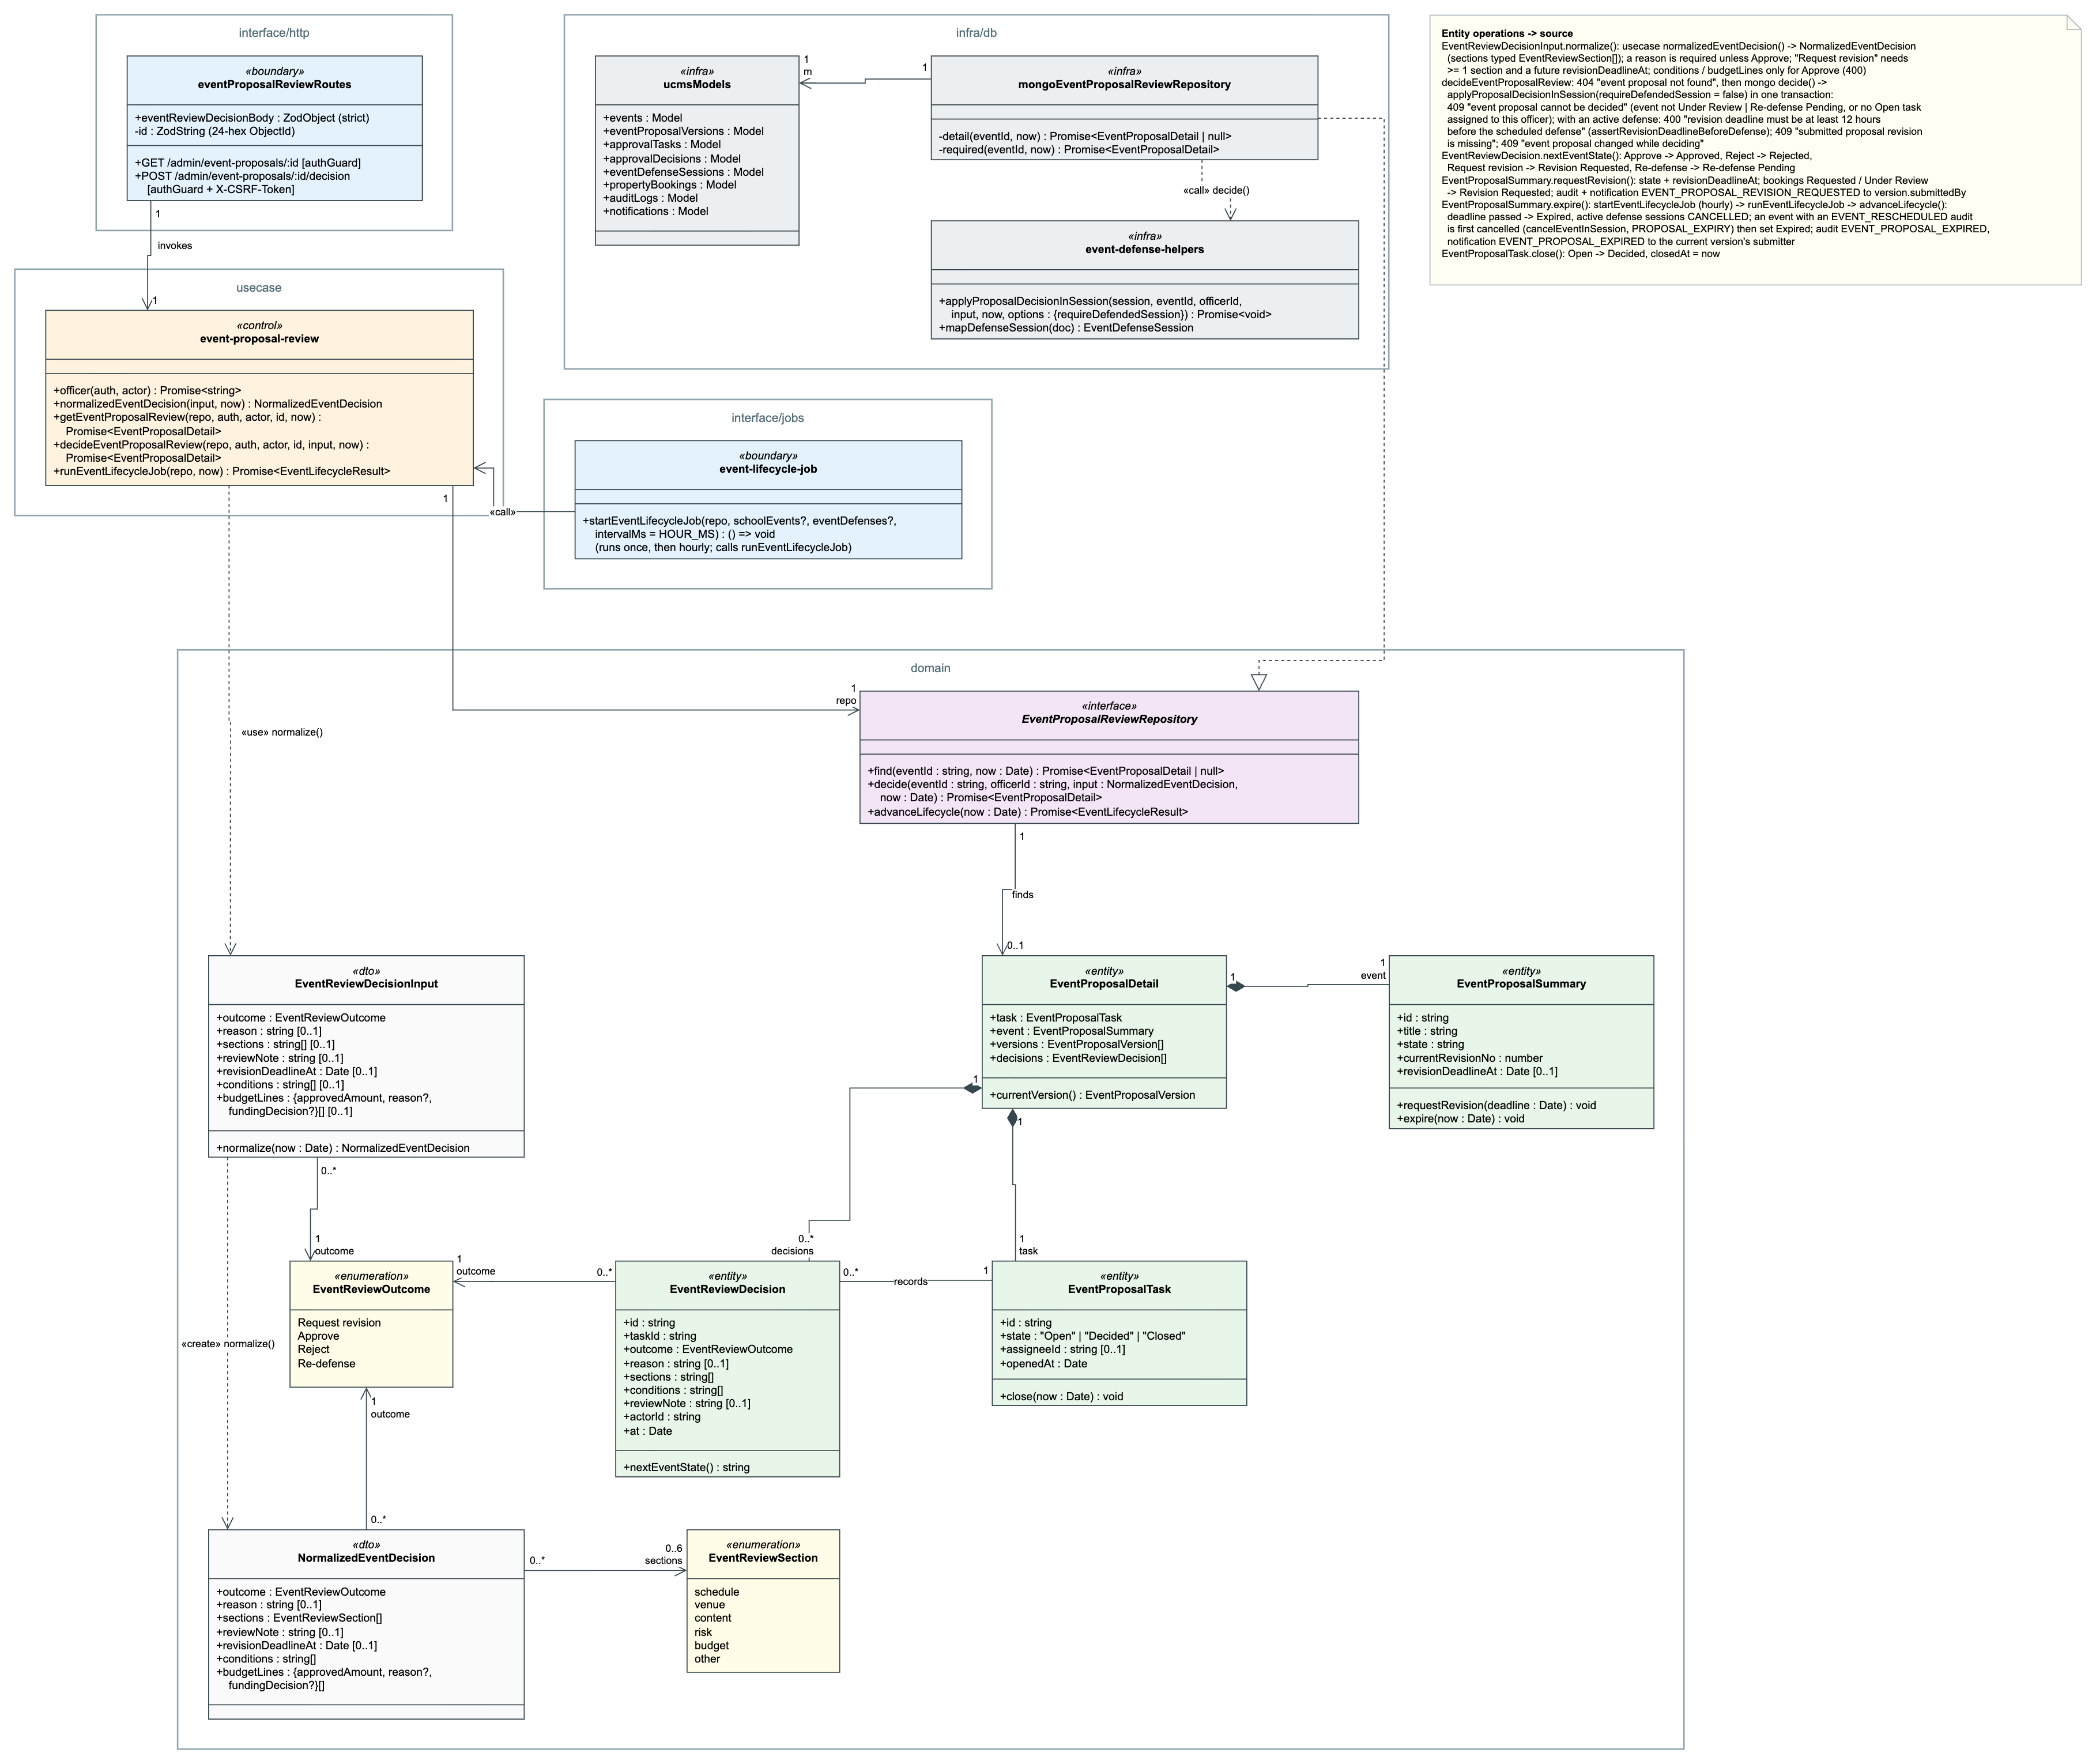 interface/http
«boundary»
eventProposalReviewRoutes
+eventReviewDecisionBody : ZodObject (strict)
-id : ZodString (24-hex ObjectId)
+GET /admin/event-proposals/:id [authGuard]
+POST /admin/event-proposals/:id/decision
[authGuard + X-CSRF-Token]
1
invokes
1
usecase
«control»
event-proposal-review
+officer(auth, actor) : Promise<string>
+normalizedEventDecision(input, now) : NormalizedEventDecision
+getEventProposalReview(repo, auth, actor, id, now) :
Promise<EventProposalDetail>
+decideEventProposalReview(repo, auth, actor, id, input, now) :
Promise<EventProposalDetail>
+runEventLifecycleJob(repo, now) : Promise<EventLifecycleResult>
1
«call»
infra/db
«infra»
ucmsModels
+events : Model
+eventProposalVersions : Model
+approvalTasks : Model
+approvalDecisions : Model
+eventDefenseSessions : Model
+propertyBookings : Model
+auditLogs : Model
+notifications : Model
1
m
1
«infra»
mongoEventProposalReviewRepository
-detail(eventId, now) : Promise<EventProposalDetail | null>
-required(eventId, now) : Promise<EventProposalDetail>
«call» decide()
«infra»
event-defense-helpers
+applyProposalDecisionInSession(session, eventId, officerId,
input, now, options : {requireDefendedSession}) : Promise<void>
+mapDefenseSession(doc) : EventDefenseSession
interface/jobs
«boundary»
event-lifecycle-job
+startEventLifecycleJob(repo, schoolEvents?, eventDefenses?,
intervalMs = HOUR_MS) : () => void
(runs once, then hourly; calls runEventLifecycleJob)
Entity operations -> source
EventReviewDecisionInput.normalize(): usecase normalizedEventDecision() -> NormalizedEventDecision
(sections typed EventReviewSection[]); a reason is required unless Approve; "Request revision" needs
>= 1 section and a future revisionDeadlineAt; conditions / budgetLines only for Approve (400)
decideEventProposalReview: 404 "event proposal not found", then mongo decide() ->
applyProposalDecisionInSession(requireDefendedSession = false) in one transaction:
409 "event proposal cannot be decided" (event not Under Review | Re-defense Pending, or no Open task
assigned to this officer); with an active defense: 400 "revision deadline must be at least 12 hours
before the scheduled defense" (assertRevisionDeadlineBeforeDefense); 409 "submitted proposal revision
is missing"; 409 "event proposal changed while deciding"
EventReviewDecision.nextEventState(): Approve -> Approved, Reject -> Rejected,
Request revision -> Revision Requested, Re-defense -> Re-defense Pending
EventProposalSummary.requestRevision(): state + revisionDeadlineAt; bookings Requested / Under Review
-> Revision Requested; audit + notification EVENT_PROPOSAL_REVISION_REQUESTED to version.submittedBy
EventProposalSummary.expire(): startEventLifecycleJob (hourly) -> runEventLifecycleJob -> advanceLifecycle():
deadline passed -> Expired, active defense sessions CANCELLED; an event with an EVENT_RESCHEDULED audit
is first cancelled (cancelEventInSession, PROPOSAL_EXPIRY) then set Expired; audit EVENT_PROPOSAL_EXPIRED,
notification EVENT_PROPOSAL_EXPIRED to the current version's submitter
EventProposalTask.close(): Open -> Decided, closedAt = now
domain
«use» normalize()
1
repo
«interface»
EventProposalReviewRepository
+find(eventId : string, now : Date) : Promise<EventProposalDetail | null>
+decide(eventId : string, officerId : string, input : NormalizedEventDecision,
now : Date) : Promise<EventProposalDetail>
+advanceLifecycle(now : Date) : Promise<EventLifecycleResult>
1
finds
0..1
«dto»
EventReviewDecisionInput
+outcome : EventReviewOutcome
+reason : string [0..1]
+sections : string[] [0..1]
+reviewNote : string [0..1]
+revisionDeadlineAt : Date [0..1]
+conditions : string[] [0..1]
+budgetLines : {approvedAmount, reason?,
fundingDecision?}[] [0..1]
+normalize(now : Date) : NormalizedEventDecision
0..*
1
outcome
«entity»
EventProposalDetail
+task : EventProposalTask
+event : EventProposalSummary
+versions : EventProposalVersion[]
+decisions : EventReviewDecision[]
+currentVersion() : EventProposalVersion
1
1
event
«entity»
EventProposalSummary
+id : string
+title : string
+state : string
+currentRevisionNo : number
+revisionDeadlineAt : Date [0..1]
+requestRevision(deadline : Date) : void
+expire(now : Date) : void
1
0..*
decisions
1
1
task
«enumeration»
EventReviewOutcome
Request revision
Approve
Reject
Re-defense
1
outcome
0..*
«entity»
EventReviewDecision
+id : string
+taskId : string
+outcome : EventReviewOutcome
+reason : string [0..1]
+sections : string[]
+conditions : string[]
+reviewNote : string [0..1]
+actorId : string
+at : Date
+nextEventState() : string
0..*
records
1
«entity»
EventProposalTask
+id : string
+state : "Open" | "Decided" | "Closed"
+assigneeId : string [0..1]
+openedAt : Date
+close(now : Date) : void
«create» normalize()
1
outcome
0..*
«dto»
NormalizedEventDecision
+outcome : EventReviewOutcome
+reason : string [0..1]
+sections : EventReviewSection[]
+reviewNote : string [0..1]
+revisionDeadlineAt : Date [0..1]
+conditions : string[]
+budgetLines : {approvedAmount, reason?,
fundingDecision?}[]
0..*
0..6
sections
«enumeration»
EventReviewSection
schedule
venue
content
risk
budget
other